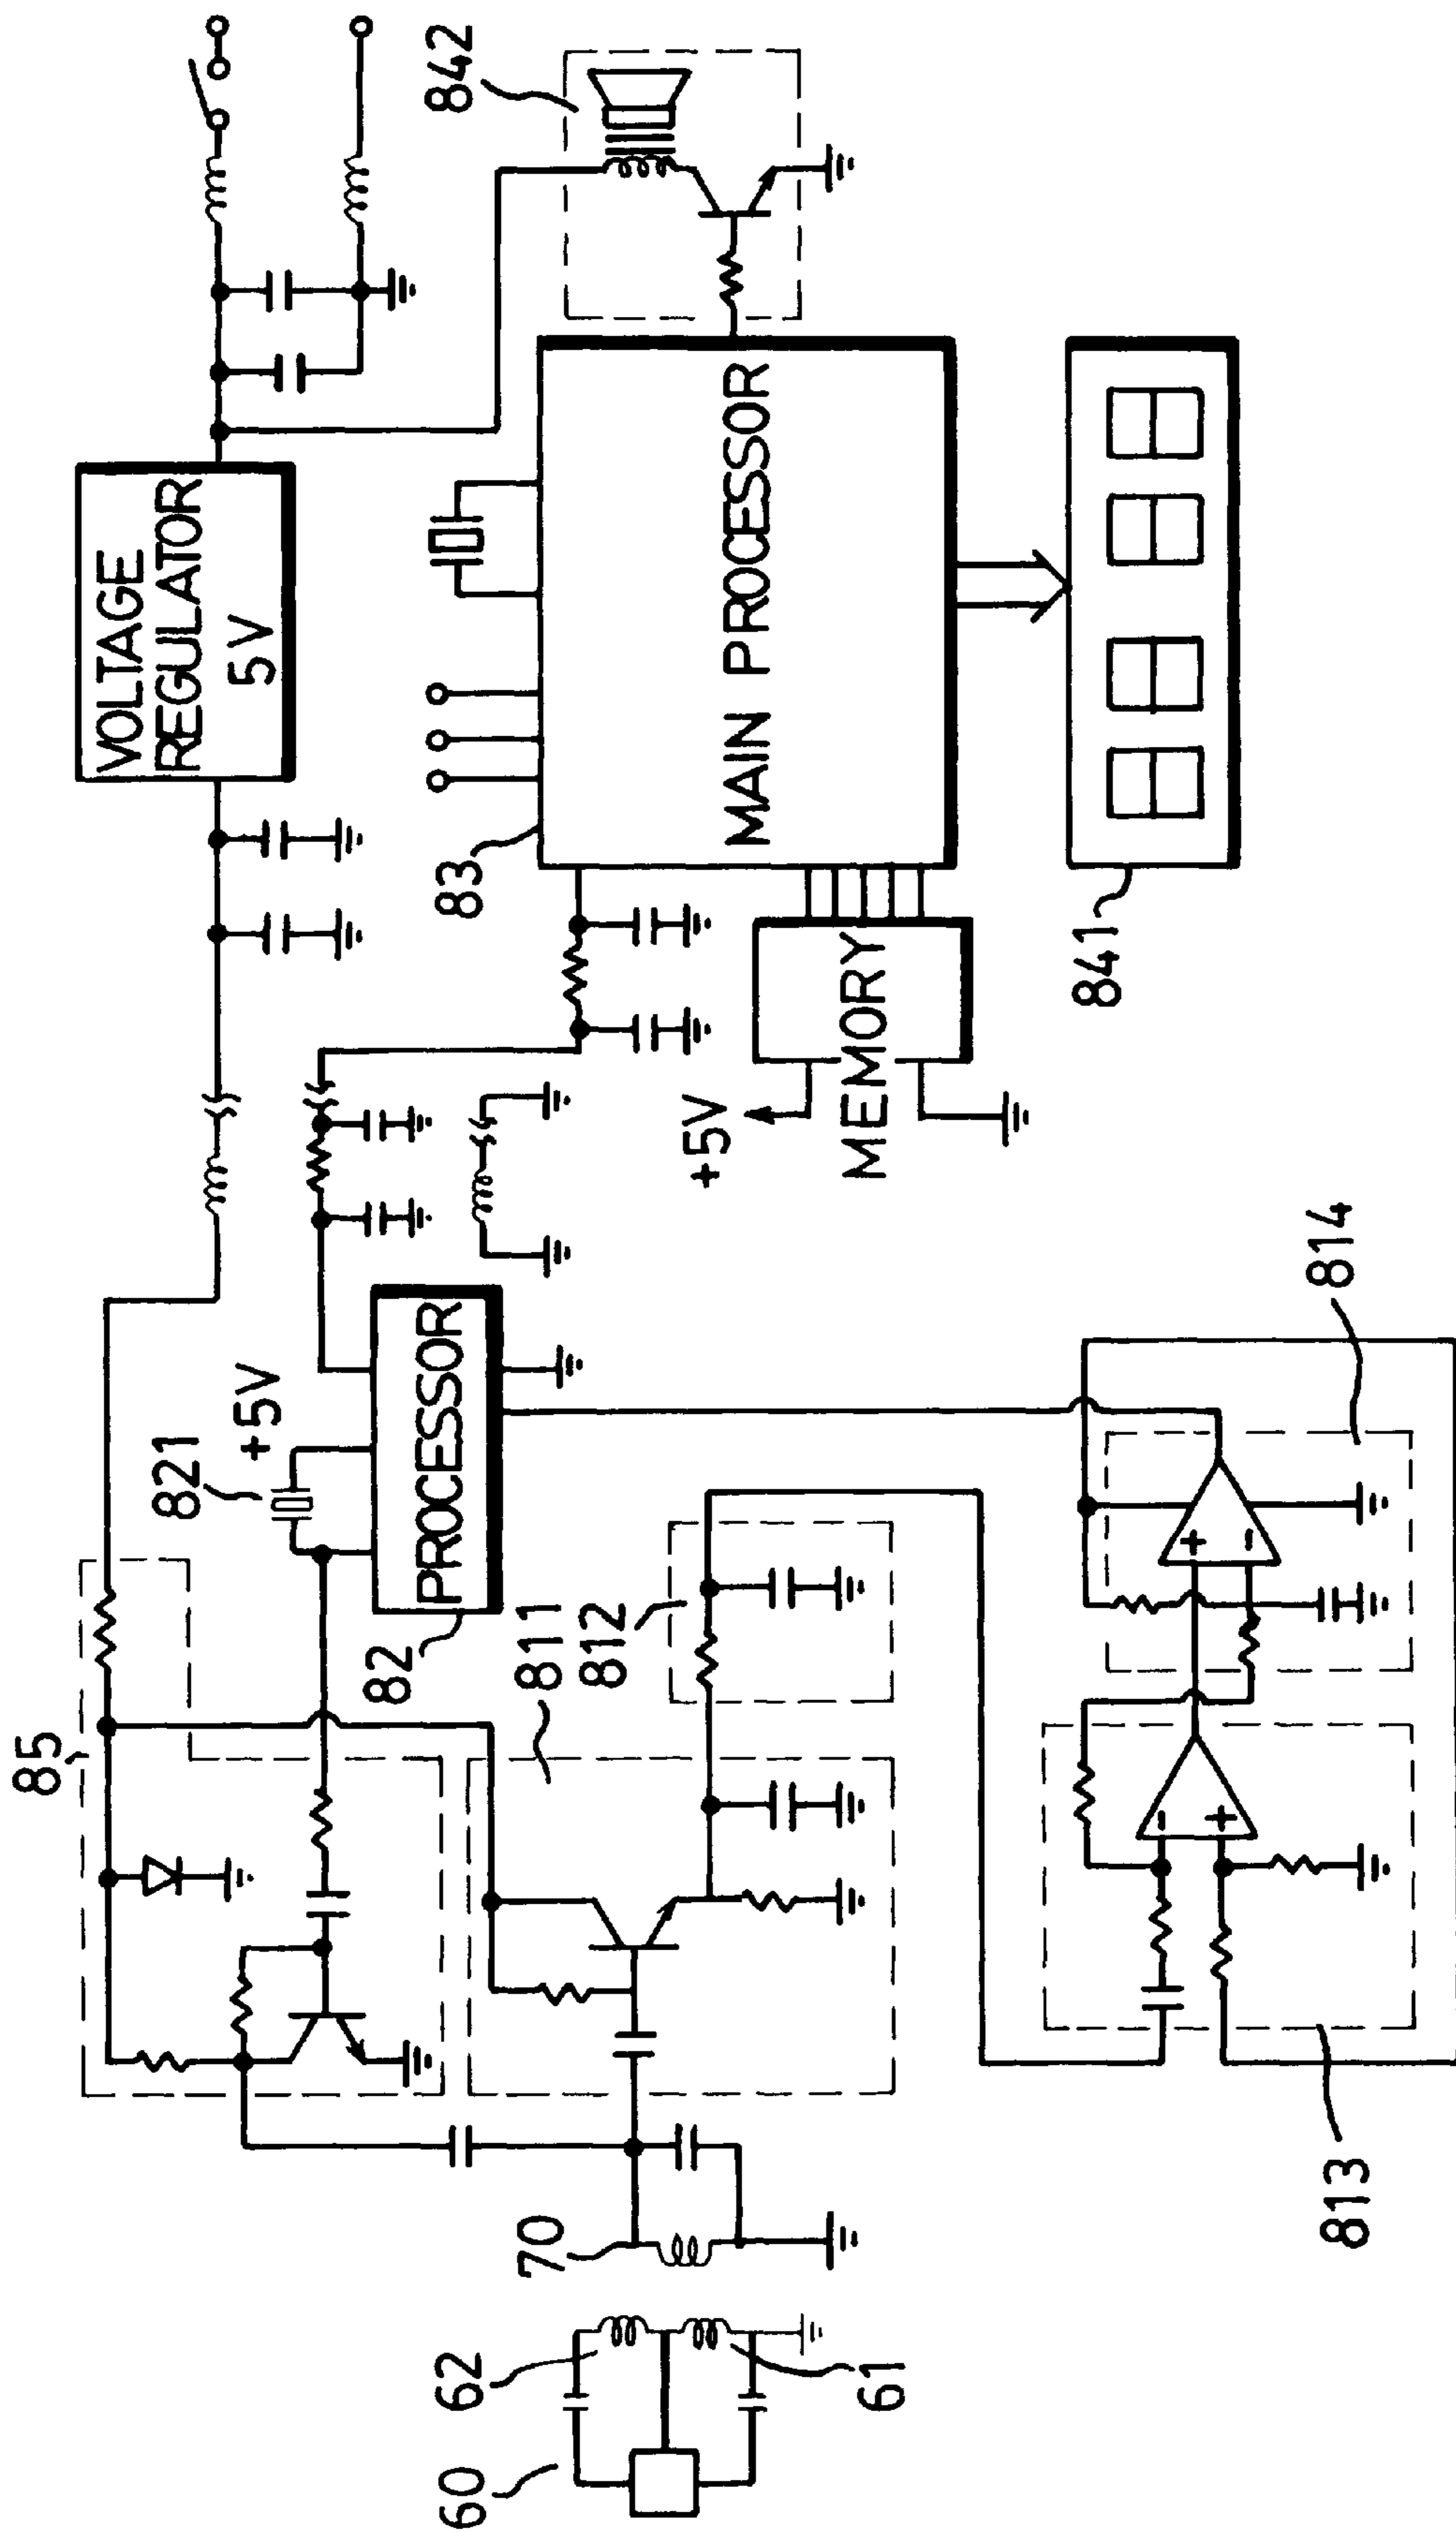 VOLTAGE
REGULATOR
5V
842
MAIN PROCESSOR
83
841
MEMORY
+5V
821
+5V
PROCESSOR
82
85
811
812
814
+
-
-
+
813
70
62
61
60